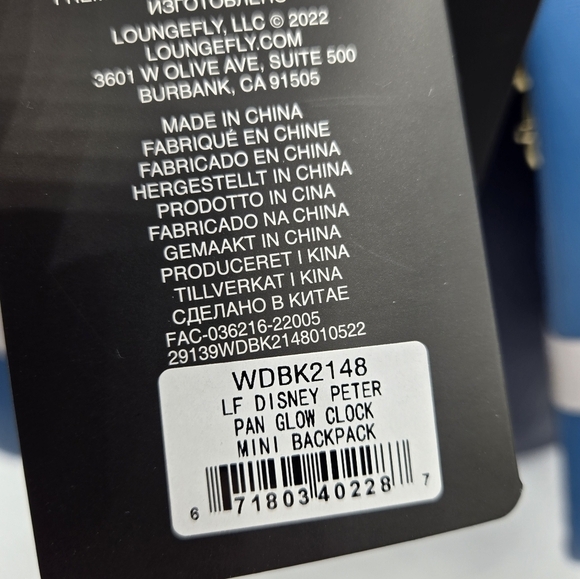 ИЗГОТОВЛЕНО
LOUNGEFLY, LLC © 2022
LOUNGEFLY.COM
3601 W OLIVE AVE, SUITE 500
BURBANK, CA 91505
MADE IN CHINA
FABRIQUÉ EN CHINE
FABRICADO EN CHINA
HERGESTELLT IN CHINA
PRODOTTO IN CINA
FABRICADO NA CHINA
GEMAAKT IN CHINA
PRODUCERET I KINA
TILLVERKAT I KINA
СДЕЛАНО В КИТАЕ
FAC-036216-22005
29139WDBK2148010522
WDBK2148
LF DISNEY PETER
PAN GLOW CLOCK
MINI BACKPACK
6 71803 40228 7